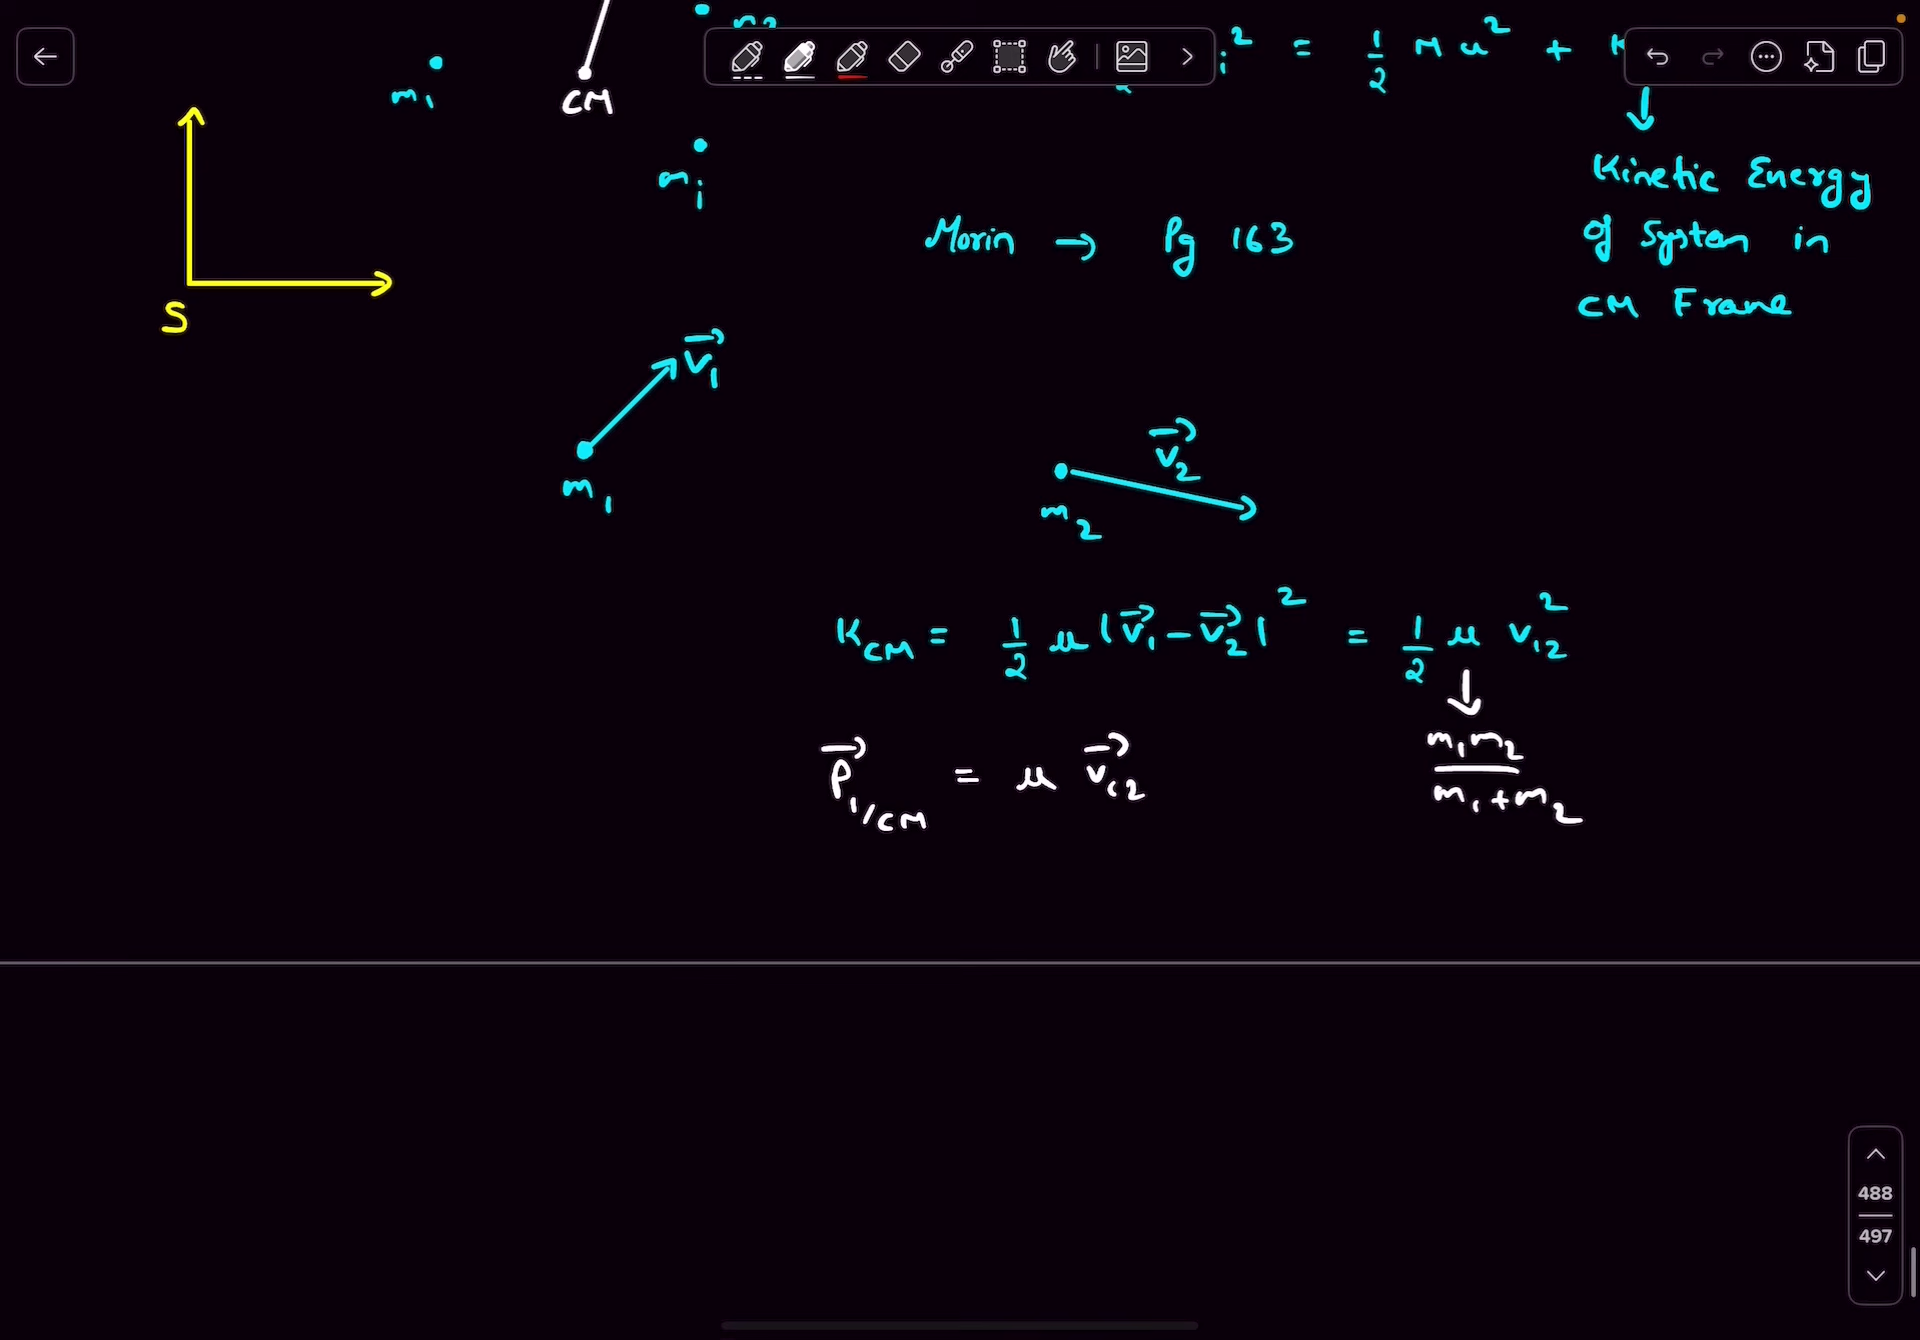 m₁
CM
mᵢ
S
ᵢ² = ½ M u² + K
Kinetic Energy
of System in
CM Frame
Morin → Pg 163
v⃗₁
m₁
v⃗₂
m₂
K_CM = ½ μ |v⃗₁ − v⃗₂|² = ½ μ v₁₂²
↓
m₁m₂
m₁+m₂
P⃗₁/CM = μ v⃗₁₂
488
497